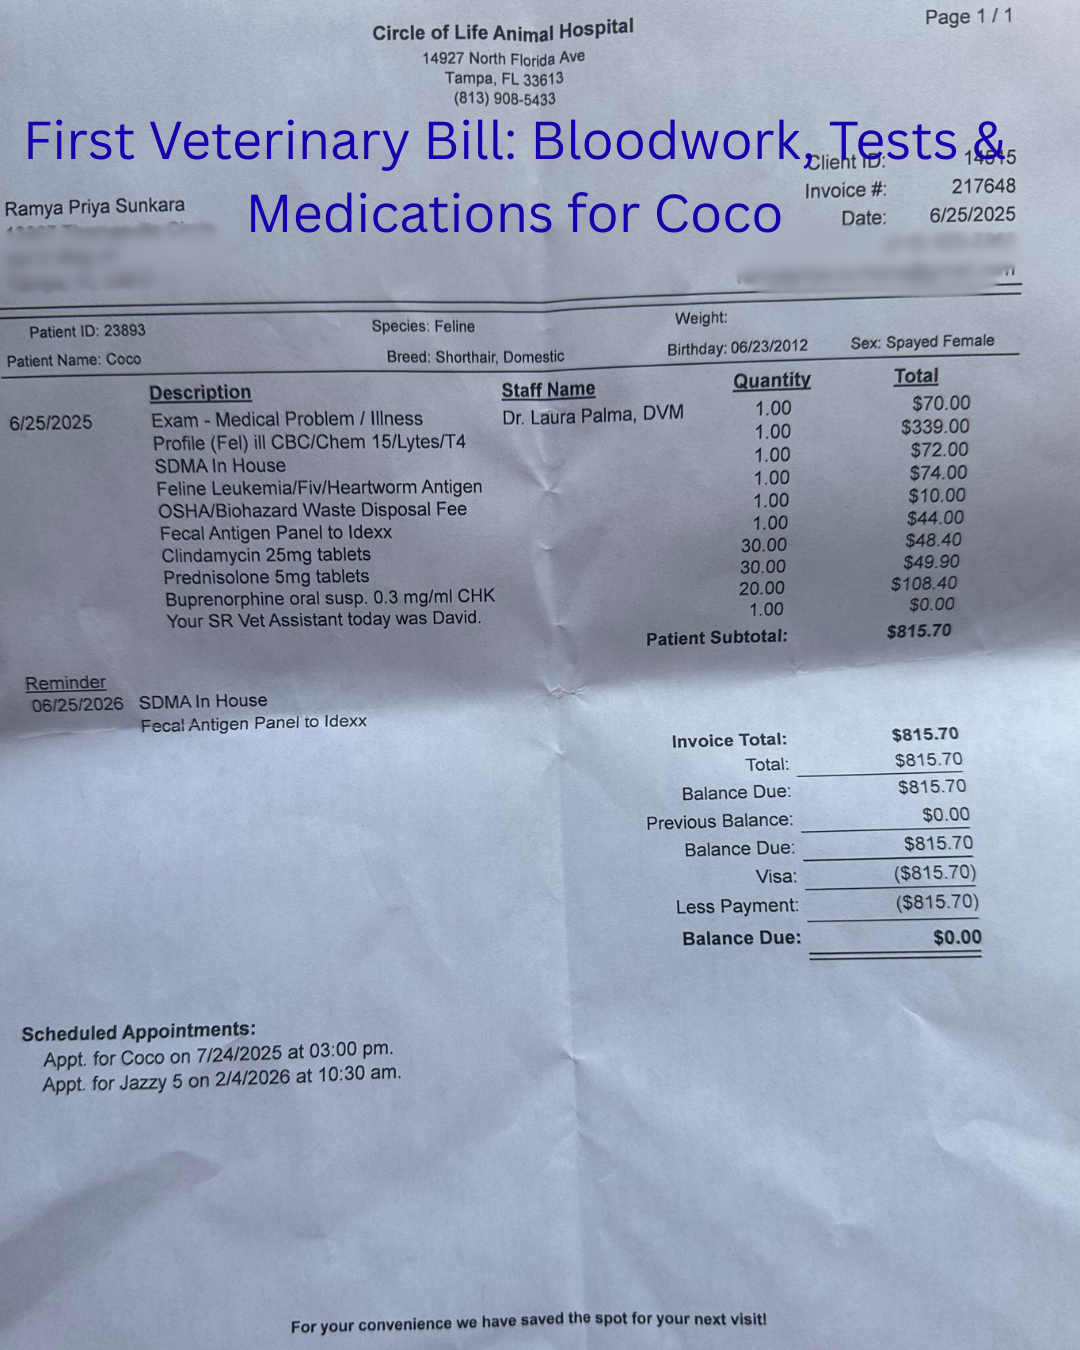 Page 1 / 1
Circle of Life Animal Hospital
14927 North Florida Ave
Tampa, FL 33613
(813) 908-5433
First Veterinary Bill: Bloodwork, Tests &
Medications for Coco
Client ID: 14515
Invoice #: 217648
Date: 6/25/2025
Ramya Priya Sunkara
Patient ID: 23893 Species: Feline Weight:
Patient Name: Coco Breed: Shorthair, Domestic Birthday: 06/23/2012 Sex: Spayed Female
Description Staff Name Quantity Total
6/25/2025 Exam - Medical Problem / Illness Dr. Laura Palma, DVM 1.00 $70.00
Profile (Fel) ill CBC/Chem 15/Lytes/T4 1.00 $339.00
SDMA In House 1.00 $72.00
Feline Leukemia/Fiv/Heartworm Antigen 1.00 $74.00
OSHA/Biohazard Waste Disposal Fee 1.00 $10.00
Fecal Antigen Panel to Idexx 1.00 $44.00
Clindamycin 25mg tablets 30.00 $48.40
Prednisolone 5mg tablets 30.00 $49.90
Buprenorphine oral susp. 0.3 mg/ml CHK 20.00 $108.40
Your SR Vet Assistant today was David. 1.00 $0.00
Patient Subtotal: $815.70
Reminder
06/25/2026 SDMA In House
Fecal Antigen Panel to Idexx
Invoice Total: $815.70
Total: $815.70
Balance Due: $815.70
Previous Balance: $0.00
Balance Due: $815.70
Visa: ($815.70)
Less Payment: ($815.70)
Balance Due: $0.00
Scheduled Appointments:
Appt. for Coco on 7/24/2025 at 03:00 pm.
Appt. for Jazzy 5 on 2/4/2026 at 10:30 am.
For your convenience we have saved the spot for your next visit!